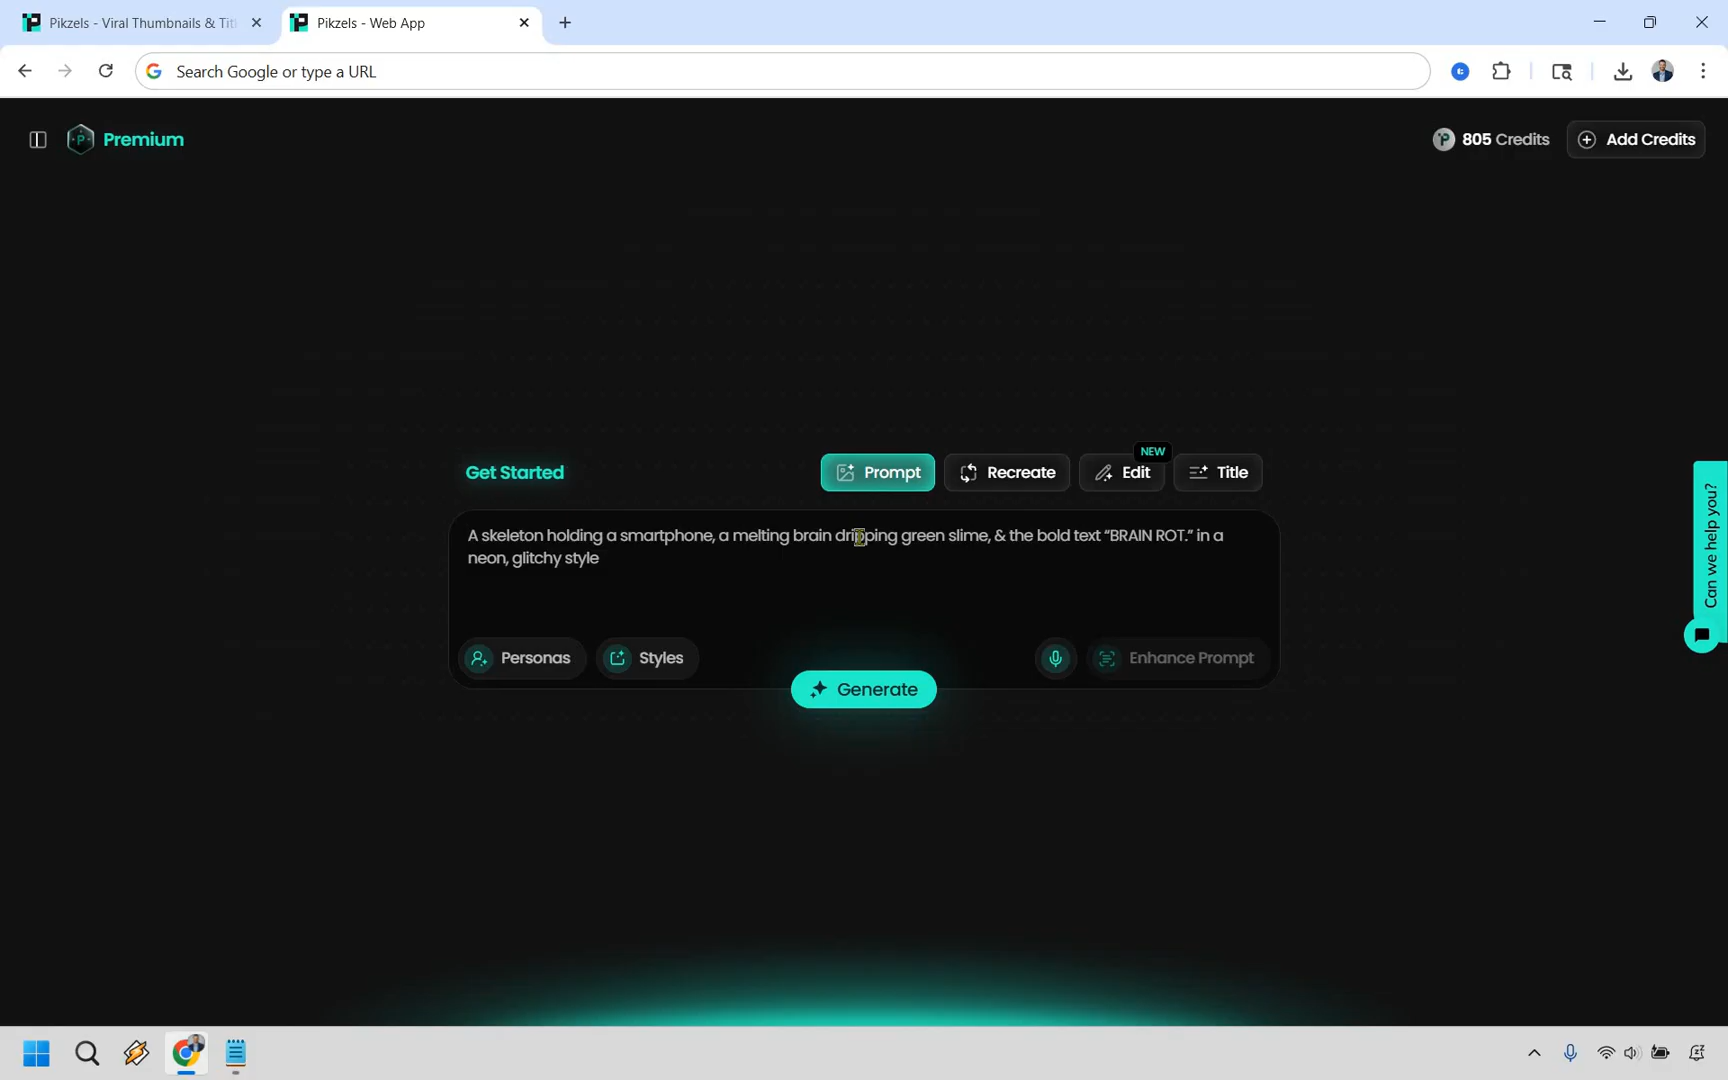 Pikzels - Viral Thumbnails & Tit
Pikzels - Web App
Search Google or type a URL
Premium
805 Credits
Add Credits
NEW
Get Started
Prompt
Recreate
Edit
Title
A skeleton holding a smartphone, a melting brain dripping green slime, & the bold text “BRAIN ROT.” in a
neon, glitchy style
Can we help you?
Personas
Styles
Enhance Prompt
Generate